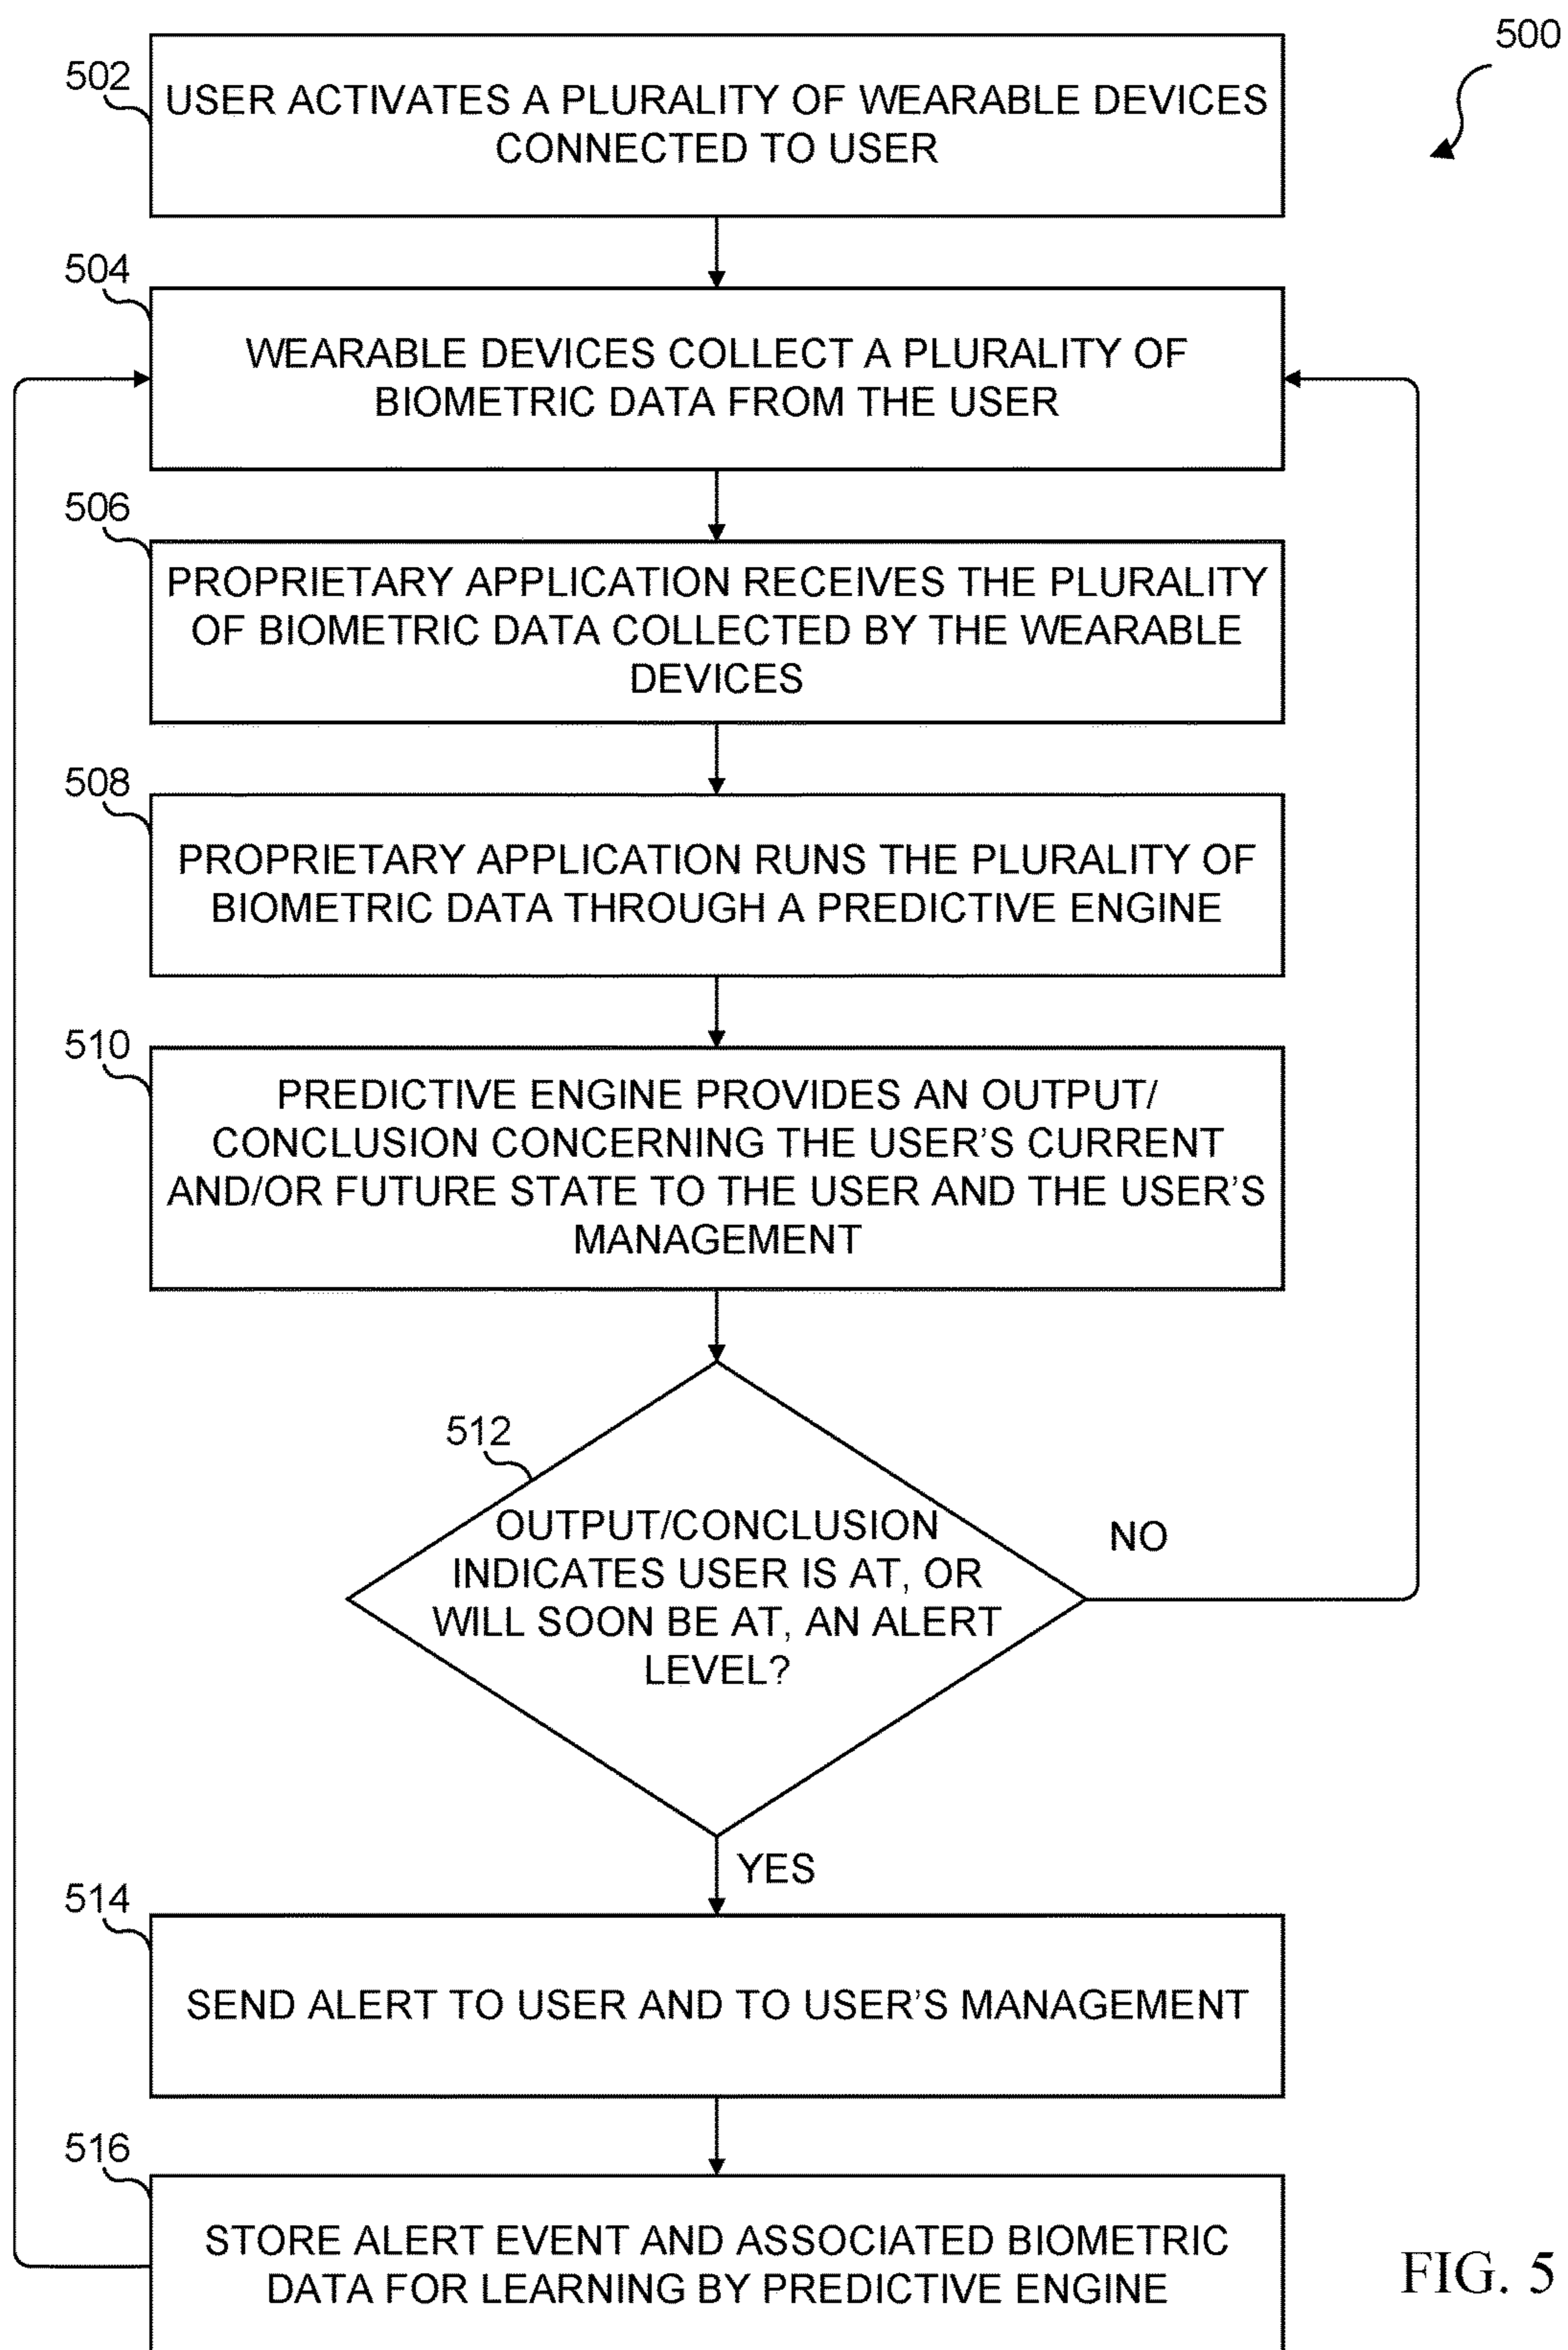 500
502
USER ACTIVATES A PLURALITY OF WEARABLE DEVICES
CONNECTED TO USER
504
WEARABLE DEVICES COLLECT A PLURALITY OF
BIOMETRIC DATA FROM THE USER
506
PROPRIETARY APPLICATION RECEIVES THE PLURALITY
OF BIOMETRIC DATA COLLECTED BY THE WEARABLE
DEVICES
508
PROPRIETARY APPLICATION RUNS THE PLURALITY OF
BIOMETRIC DATA THROUGH A PREDICTIVE ENGINE
510
PREDICTIVE ENGINE PROVIDES AN OUTPUT/
CONCLUSION CONCERNING THE USER’S CURRENT
AND/OR FUTURE STATE TO THE USER AND THE USER’S
MANAGEMENT
512
OUTPUT/CONCLUSION
INDICATES USER IS AT, OR
WILL SOON BE AT, AN ALERT
LEVEL?
NO
YES
514
SEND ALERT TO USER AND TO USER’S MANAGEMENT
516
STORE ALERT EVENT AND ASSOCIATED BIOMETRIC
DATA FOR LEARNING BY PREDICTIVE ENGINE
FIG. 5